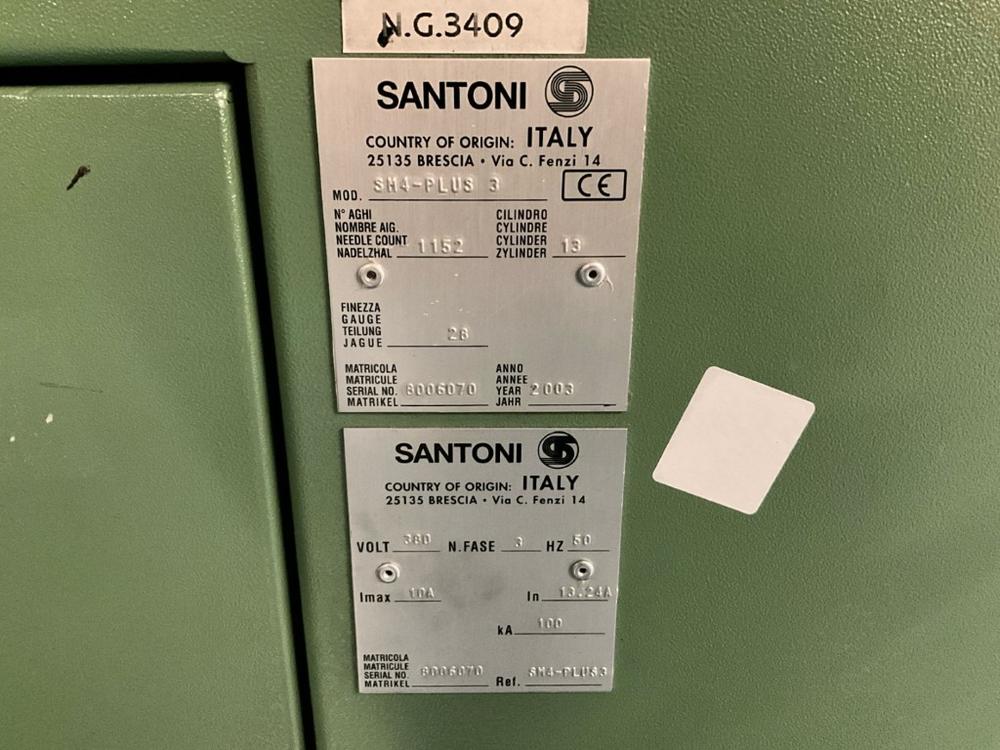 N.G.3409
SANTONI
COUNTRY OF ORIGIN: ITALY
25135 BRESCIA • Via C. Fenzi 14
MOD. SM4-PLUS 3 CE
N° AGHI
NOMBRE AIG.
NEEDLE COUNT 1152
NADELZHAL
CILINDRO
CYLINDRE
CYLINDER 13
ZYLINDER
FINEZZA
GAUGE
TEILUNG 28
JAGUE
MATRICOLA
MATRICULE
SERIAL NO. 8006070
MATRIKEL
ANNO
ANNEE
YEAR 2003
JAHR
SANTONI
COUNTRY OF ORIGIN: ITALY
25135 BRESCIA • Via C. Fenzi 14
VOLT 380 N.FASE 3 HZ 50
Imax 10A In 13.24A
kA 100
MATRICOLA
MATRICULE
SERIAL NO. 8006070
MATRIKEL
Ref. SM4-PLUS3